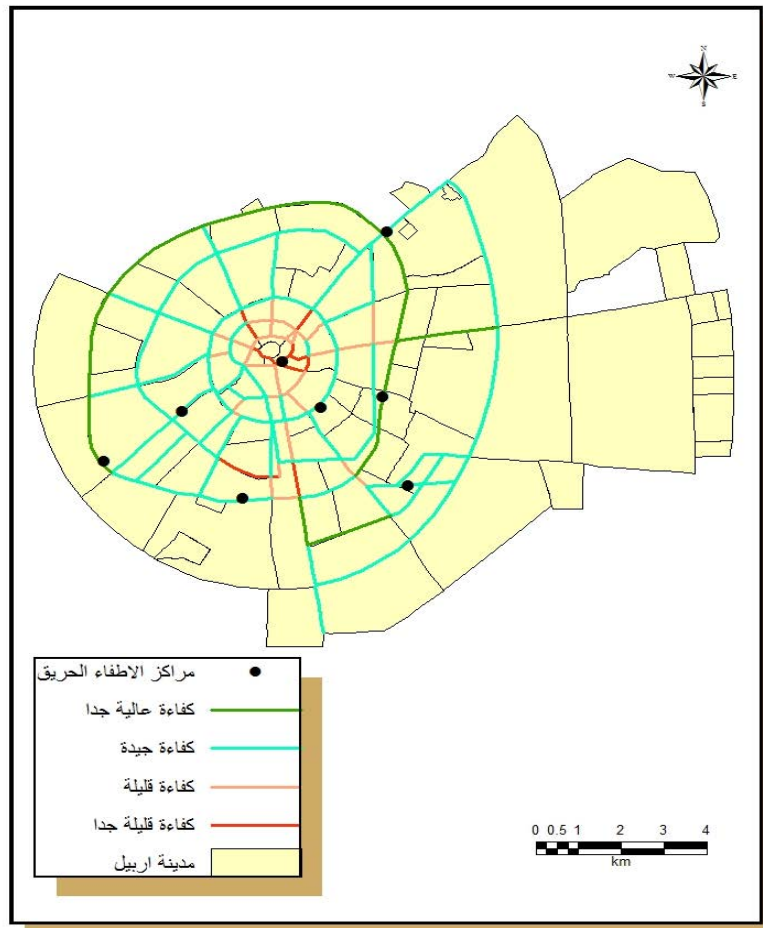 N
W E
S
مراكز الاطفاء الحريق
كفاءة عالية جدا
كفاءة جيدة
كفاءة قليلة
كفاءة قليلة جدا
مدينة اربيل
0 0.5 1 2 3 4
km